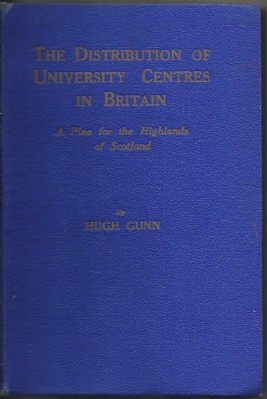 THE DISTRIBUTION OF
UNIVERSITY CENTRES
IN BRITAIN
A Plea for the Highlands
of Scotland
By
HUGH GUNN